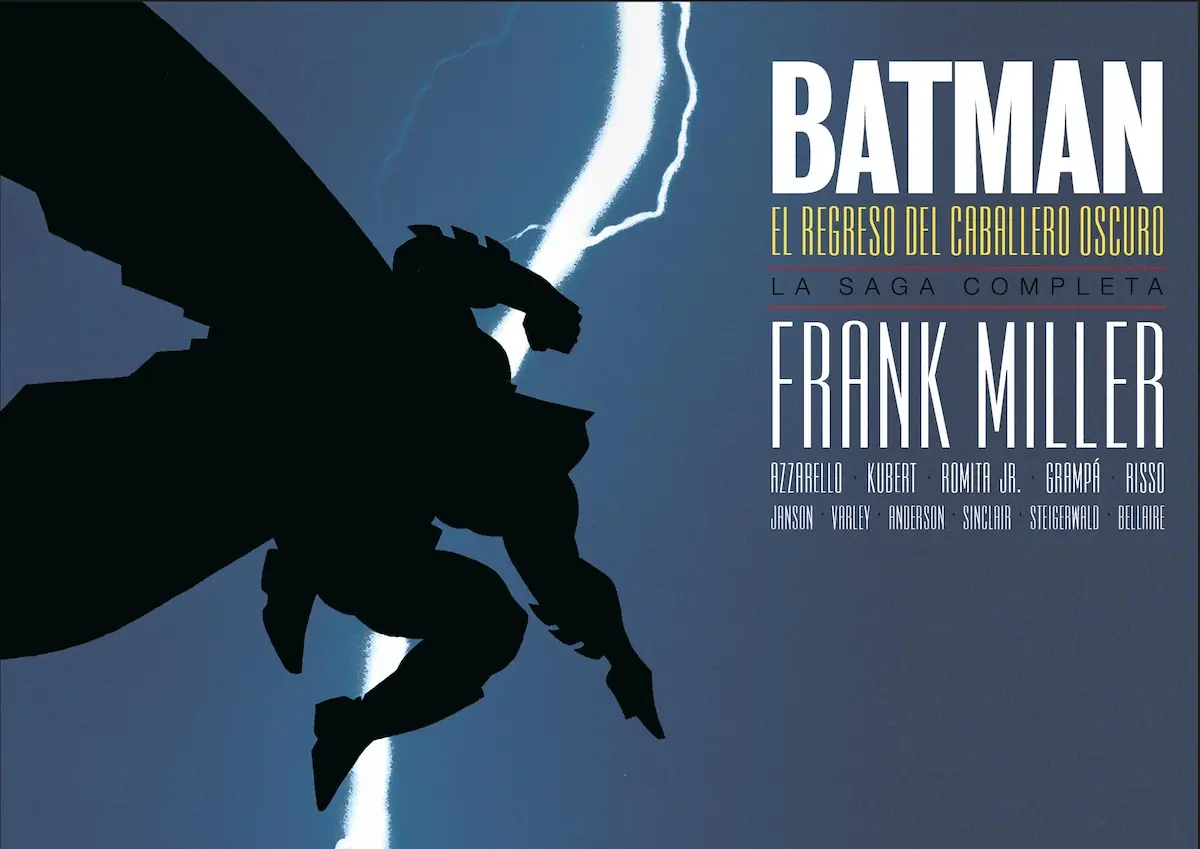 BATMAN
EL REGRESO DEL CABALLERO OSCURO
LA SAGA COMPLETA
FRANK MILLER
AZZARELLO · KUBERT · ROMITA JR. · GRAMPÁ · RISSO
JANSON · VARLEY · ANDERSON · SINCLAIR · STEIGERWALD · BELLAIRE